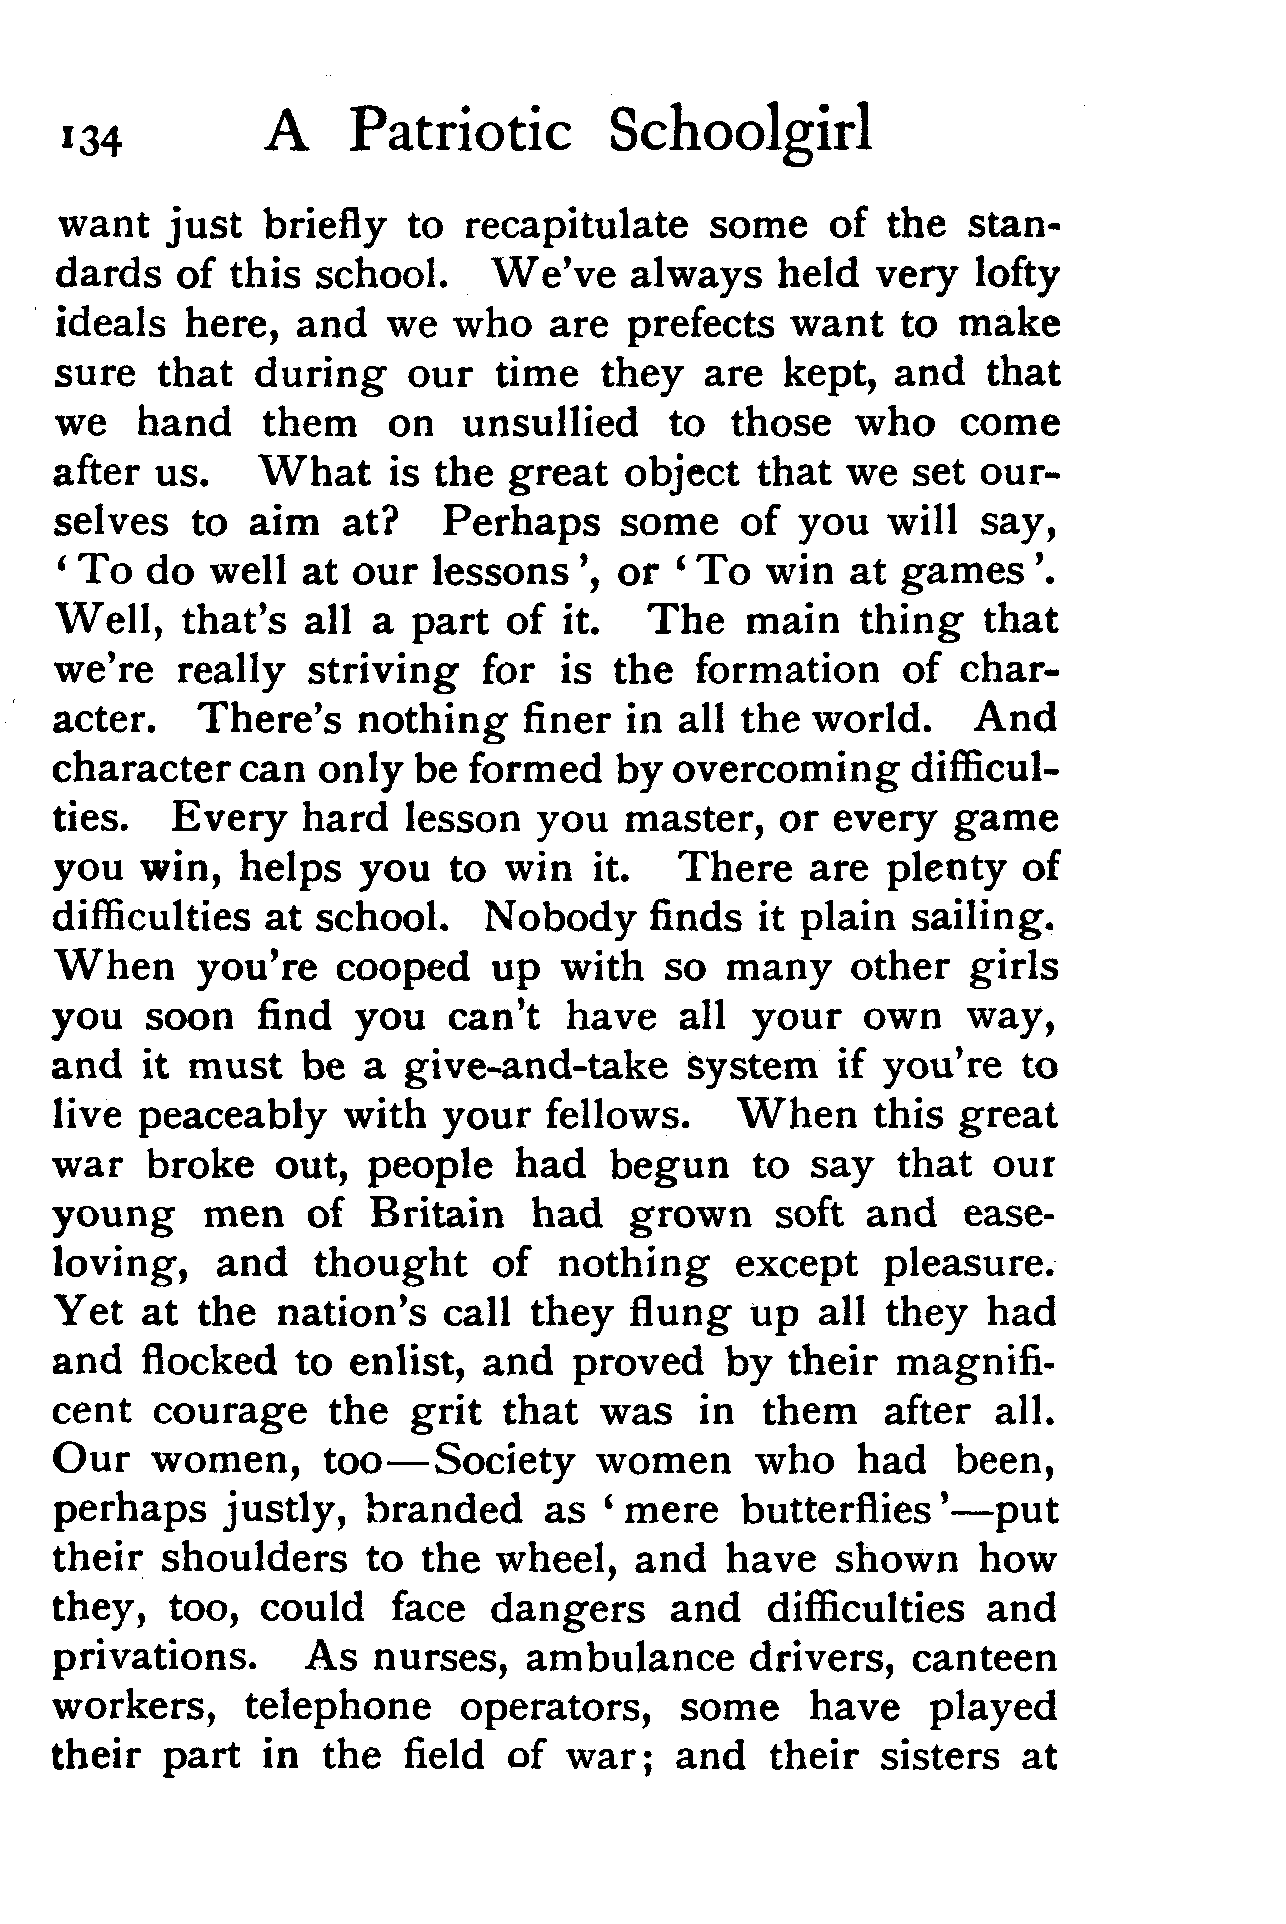 134 A Patriotic Schoolgirl
want just briefly to recapitulate some of the stan-
dards of this school. We've always held very lofty
ideals here, and we who are prefects want to make
sure that during our time they are kept, and that
we hand them on unsullied to those who come
after us. What is the great object that we set our-
selves to aim at? Perhaps some of you will say,
‘To do well at our lessons’, or ‘To win at games’.
Well, that's all a part of it. The main thing that
we're really striving for is the formation of char-
acter. There's nothing finer in all the world. And
character can only be formed by overcoming difficul-
ties. Every hard lesson you master, or every game
you win, helps you to win it. There are plenty of
difficulties at school. Nobody finds it plain sailing.
When you're cooped up with so many other girls
you soon find you can't have all your own way,
and it must be a give-and-take system if you're to
live peaceably with your fellows. When this great
war broke out, people had begun to say that our
young men of Britain had grown soft and ease-
loving, and thought of nothing except pleasure.
Yet at the nation's call they flung up all they had
and flocked to enlist, and proved by their magnifi-
cent courage the grit that was in them after all.
Our women, too—Society women who had been,
perhaps justly, branded as ‘mere butterflies’—put
their shoulders to the wheel, and have shown how
they, too, could face dangers and difficulties and
privations. As nurses, ambulance drivers, canteen
workers, telephone operators, some have played
their part in the field of war; and their sisters at